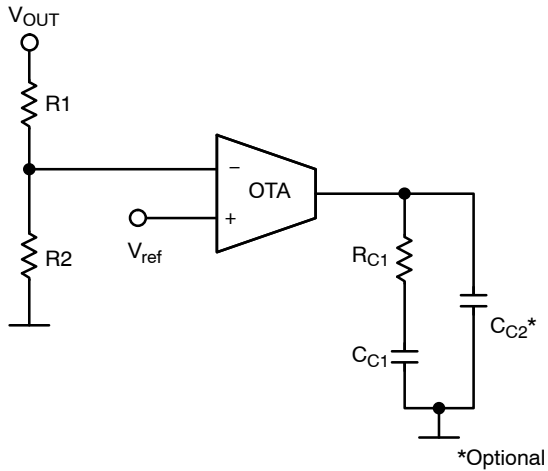 VOUT
R1
−
OTA
+
Vref
R2
RC1
CC2*
CC1
*Optional